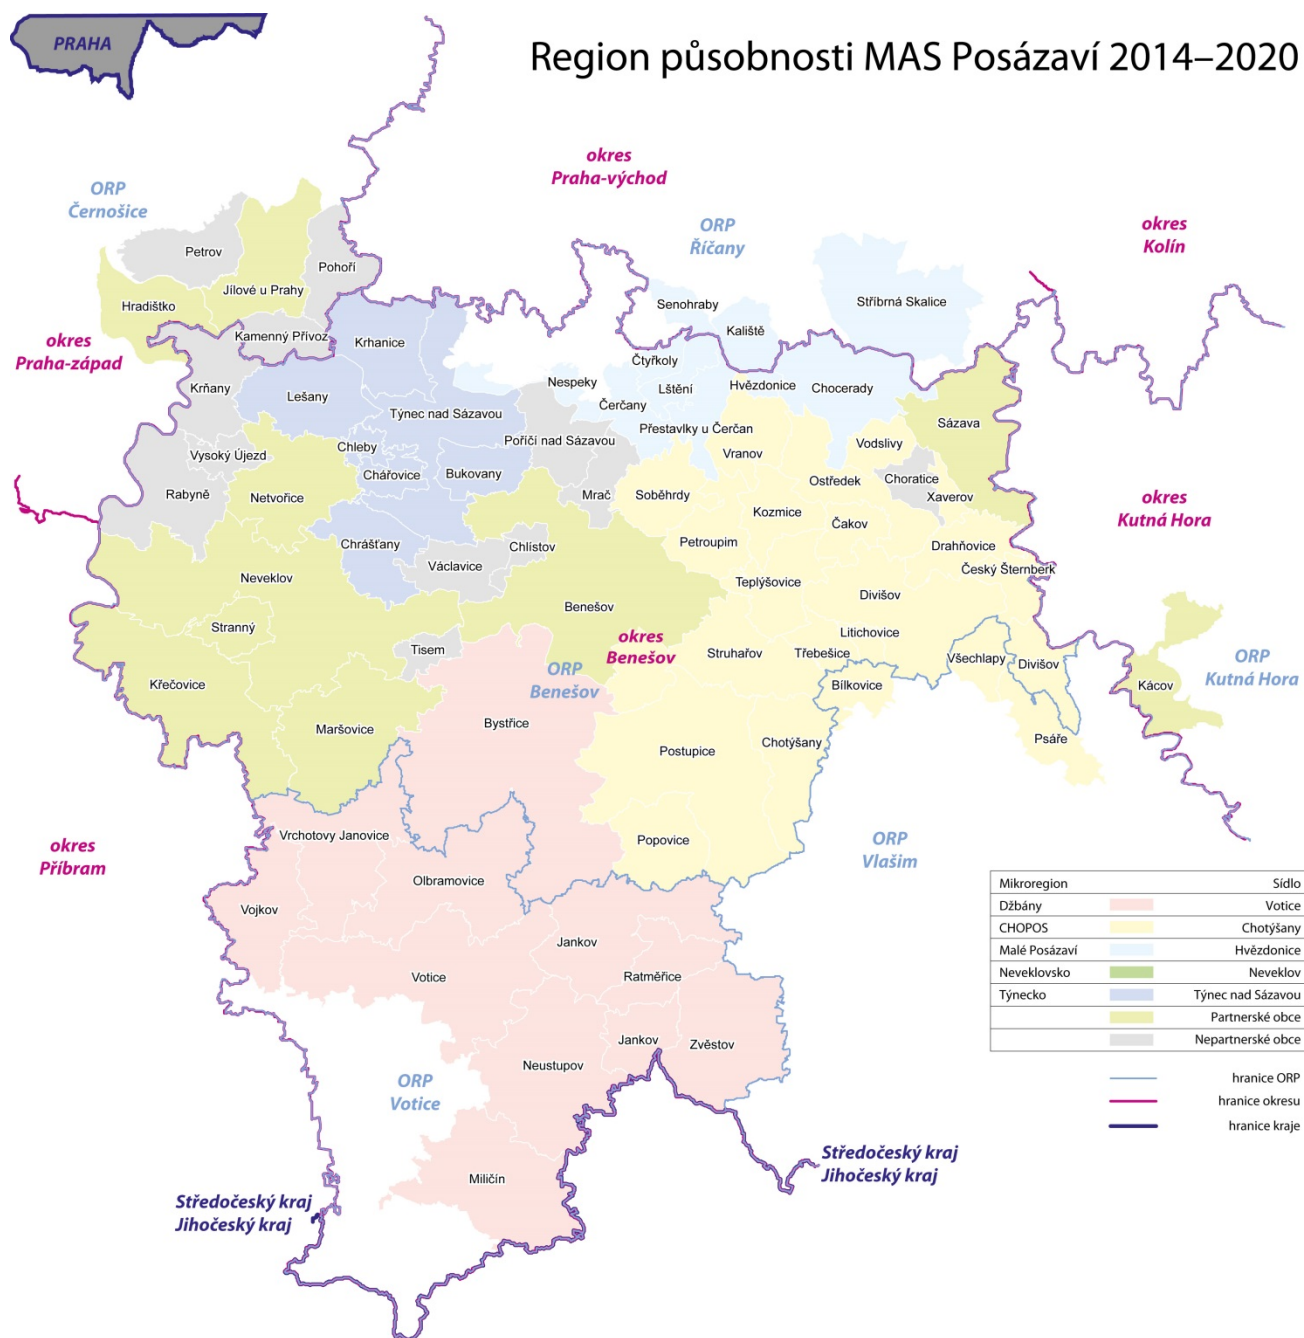 PRAHA
Region působnosti MAS Posázaví 2014–2020
okres
Praha-východ
ORP
Černošice
ORP
Říčany
okres
Kolín
Petrov
Pohoří
Jílové u Prahy
Hradištko
Senohraby
Stříbrná Skalice
Kaliště
Kamenný Přívoz
Krhanice
okres
Praha-západ
Čtyřkoly
Krňany
Nespeky
Lštění
Hvězdonice
Chocerady
Lešany
Týnec nad Sázavou
Čerčany
Sázava
Přestavlky u Čerčan
Poříčí nad Sázavou
Vodslivy
Chleby
Vysoký Újezd
Vranov
Chářovice
Bukovany
Ostředek
Choratice
Rabyně
Netvořice
Mrač
Soběhrdy
Xaverov
Kozmice
Čakov
okres
Kutná Hora
Chrášťany
Chlístov
Petroupim
Drahňovice
Václavice
Český Šternberk
Neveklov
Teplýšovice
Benešov
Divišov
Stranný
Litichovice
okres
Benešov
Tisem
Struhařov
Třebešice
Všechlapy
Divišov
ORP
Kutná Hora
ORP
Benešov
Křečovice
Bílkovice
Kácov
Maršovice
Bystřice
Postupice
Chotýšany
Psáře
Vrchotovy Janovice
Popovice
okres
Příbram
ORP
Vlašim
Olbramovice
Vojkov
Mikroregion Sídlo
Džbány Votice
CHOPOS Chotýšany
Malé Posázaví Hvězdonice
Neveklovsko Neveklov
Týnecko Týnec nad Sázavou
Partnerské obce
Nepartnerské obce
hranice ORP
hranice okresu
hranice kraje
Jankov
Votice
Ratměřice
Jankov
Zvěstov
Neustupov
ORP
Votice
Středočeský kraj
Jihočeský kraj
Miličín
Středočeský kraj
Jihočeský kraj